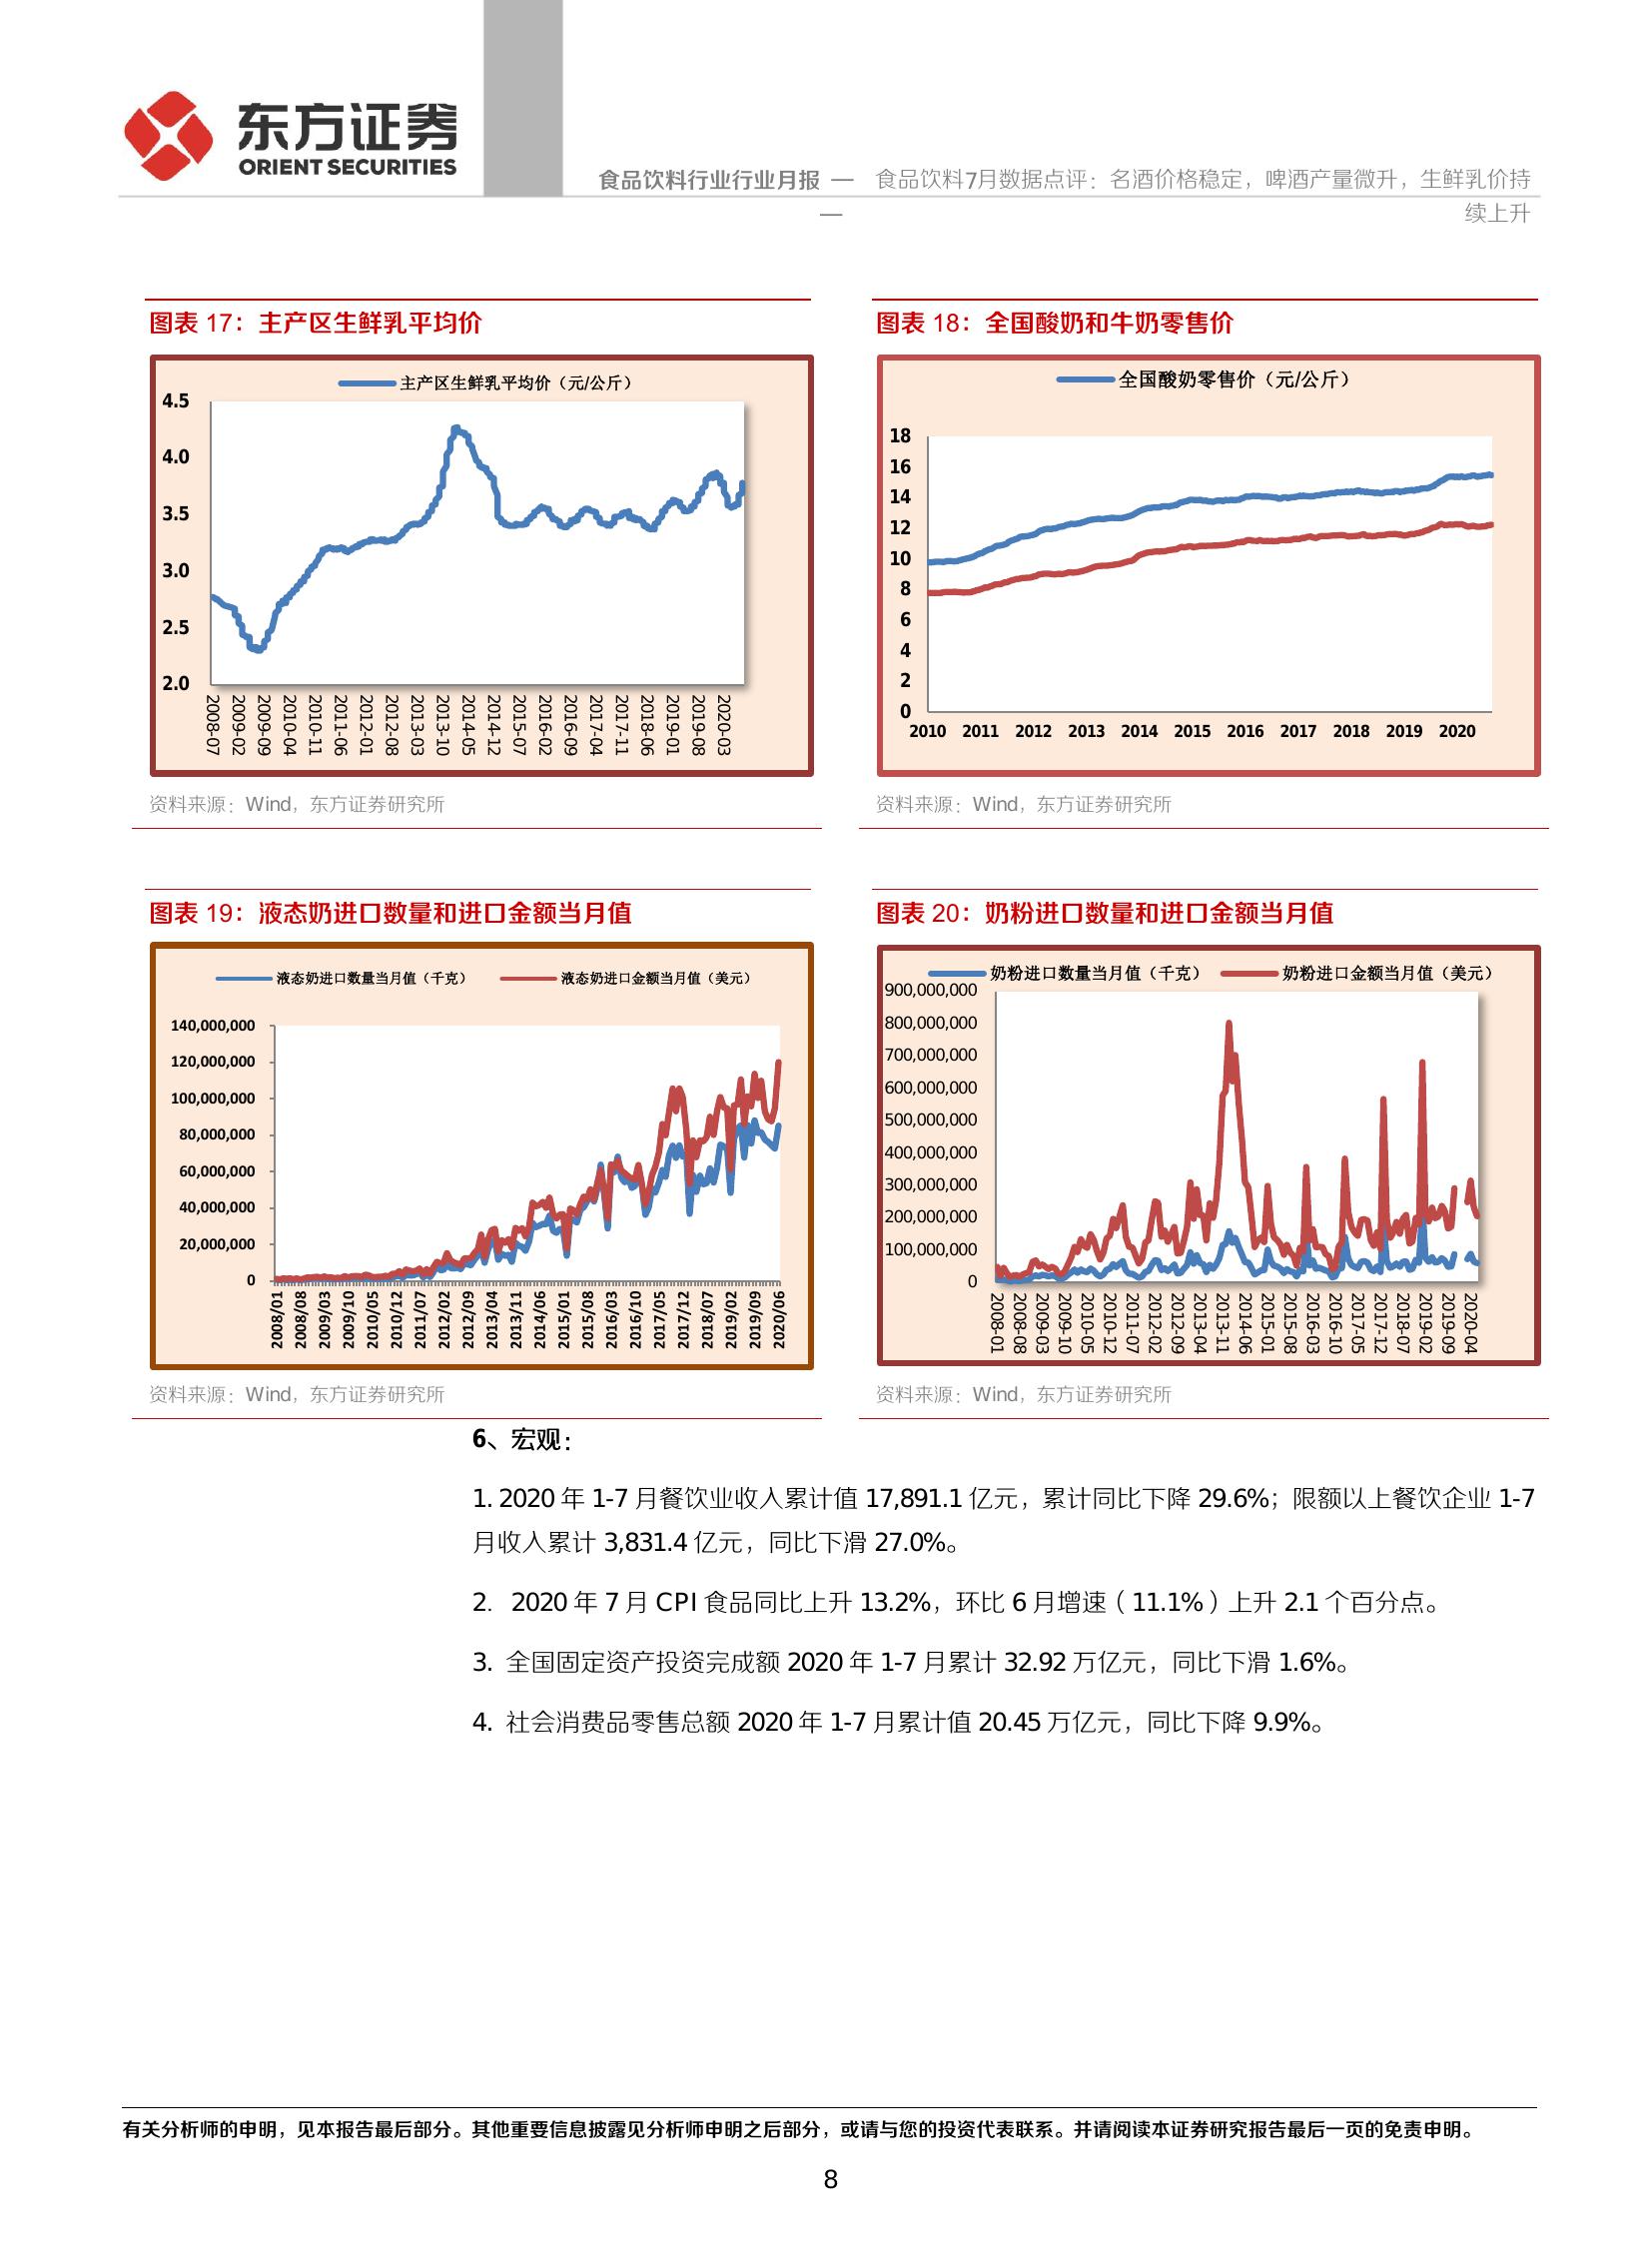 东方证券
ORIENT SECURITIES
食品饮料行业行业月报 — 食品饮料7月数据点评：名酒价格稳定，啤酒产量微升，生鲜乳价持
— 续上升
图表 17：主产区生鲜乳平均价
主产区生鲜乳平均价（元/公斤）
4.5
4.0
3.5
3.0
2.5
2.0
2008-07 2009-02 2009-09 2010-04 2010-11 2011-06 2012-01 2012-08 2013-03 2013-10 2014-05 2014-12 2015-07 2016-02 2016-09 2017-04 2017-11 2018-06 2019-01 2019-08 2020-03
资料来源：Wind，东方证券研究所
图表 18：全国酸奶和牛奶零售价
全国酸奶零售价（元/公斤）
18
16
14
12
10
8
6
4
2
0
2010 2011 2012 2013 2014 2015 2016 2017 2018 2019 2020
资料来源：Wind，东方证券研究所
图表 19：液态奶进口数量和进口金额当月值
液态奶进口数量当月值（千克） 液态奶进口金额当月值（美元）
140,000,000
120,000,000
100,000,000
80,000,000
60,000,000
40,000,000
20,000,000
0
2008/01 2008/08 2009/03 2009/10 2010/05 2010/12 2011/07 2012/02 2012/09 2013/04 2013/11 2014/06 2015/01 2015/08 2016/03 2016/10 2017/05 2017/12 2018/07 2019/02 2019/09 2020/06
资料来源：Wind，东方证券研究所
图表 20：奶粉进口数量和进口金额当月值
奶粉进口数量当月值（千克） 奶粉进口金额当月值（美元）
900,000,000
800,000,000
700,000,000
600,000,000
500,000,000
400,000,000
300,000,000
200,000,000
100,000,000
0
2008-01 2008-08 2009-03 2009-10 2010-05 2010-12 2011-07 2012-02 2012-09 2013-04 2013-11 2014-06 2015-01 2015-08 2016-03 2016-10 2017-05 2017-12 2018-07 2019-02 2019-09 2020-04
资料来源：Wind，东方证券研究所
6、宏观：
1. 2020 年 1-7 月餐饮业收入累计值 17,891.1 亿元，累计同比下降 29.6%；限额以上餐饮企业 1-7
月收入累计 3,831.4 亿元，同比下滑 27.0%。
2. 2020 年 7 月 CPI 食品同比上升 13.2%，环比 6 月增速（11.1%）上升 2.1 个百分点。
3. 全国固定资产投资完成额 2020 年 1-7 月累计 32.92 万亿元，同比下滑 1.6%。
4. 社会消费品零售总额 2020 年 1-7 月累计值 20.45 万亿元，同比下降 9.9%。
有关分析师的申明，见本报告最后部分。其他重要信息披露见分析师申明之后部分，或请与您的投资代表联系。并请阅读本证券研究报告最后一页的免责申明。
8